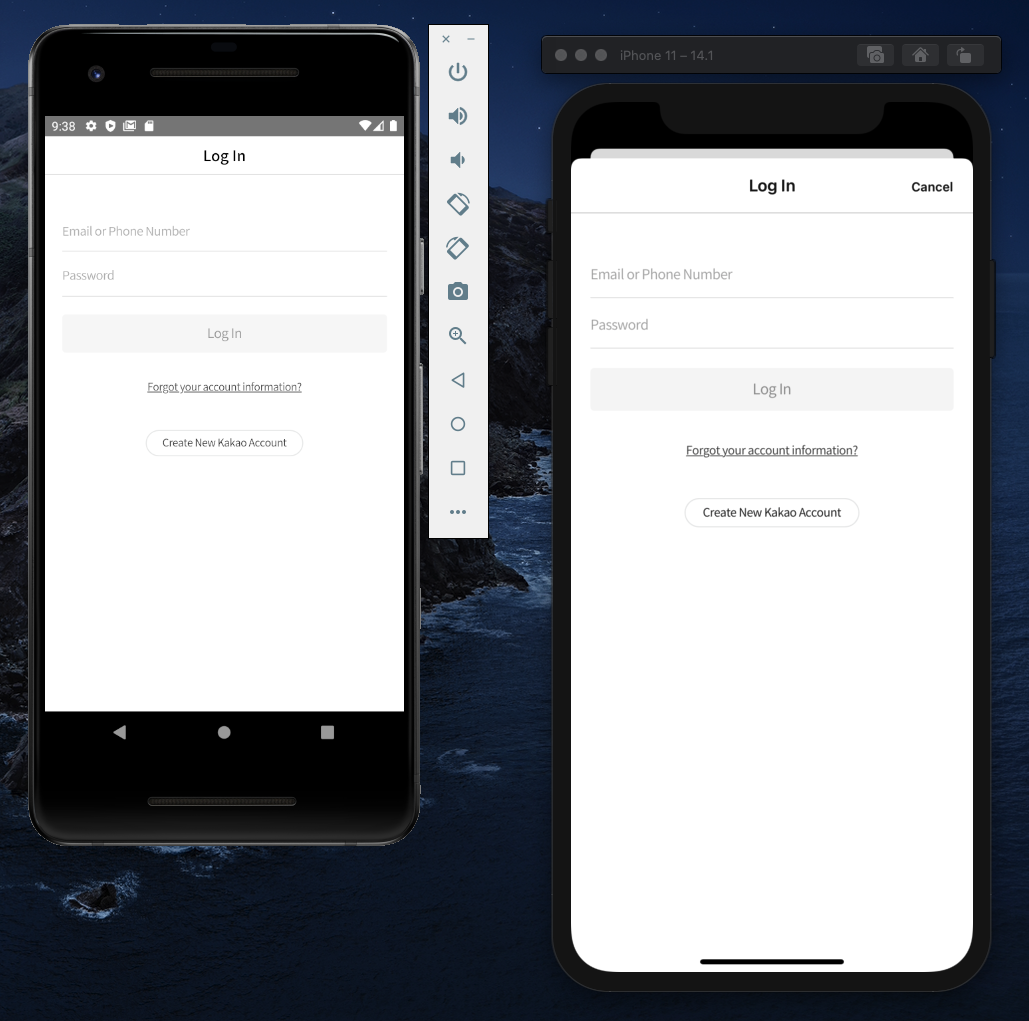 9:38
Log In
Email or Phone Number
Password
Log In
Forgot your account information?
Create New Kakao Account
iPhone 11 – 14.1
Log In
Cancel
Email or Phone Number
Password
Log In
Forgot your account information?
Create New Kakao Account